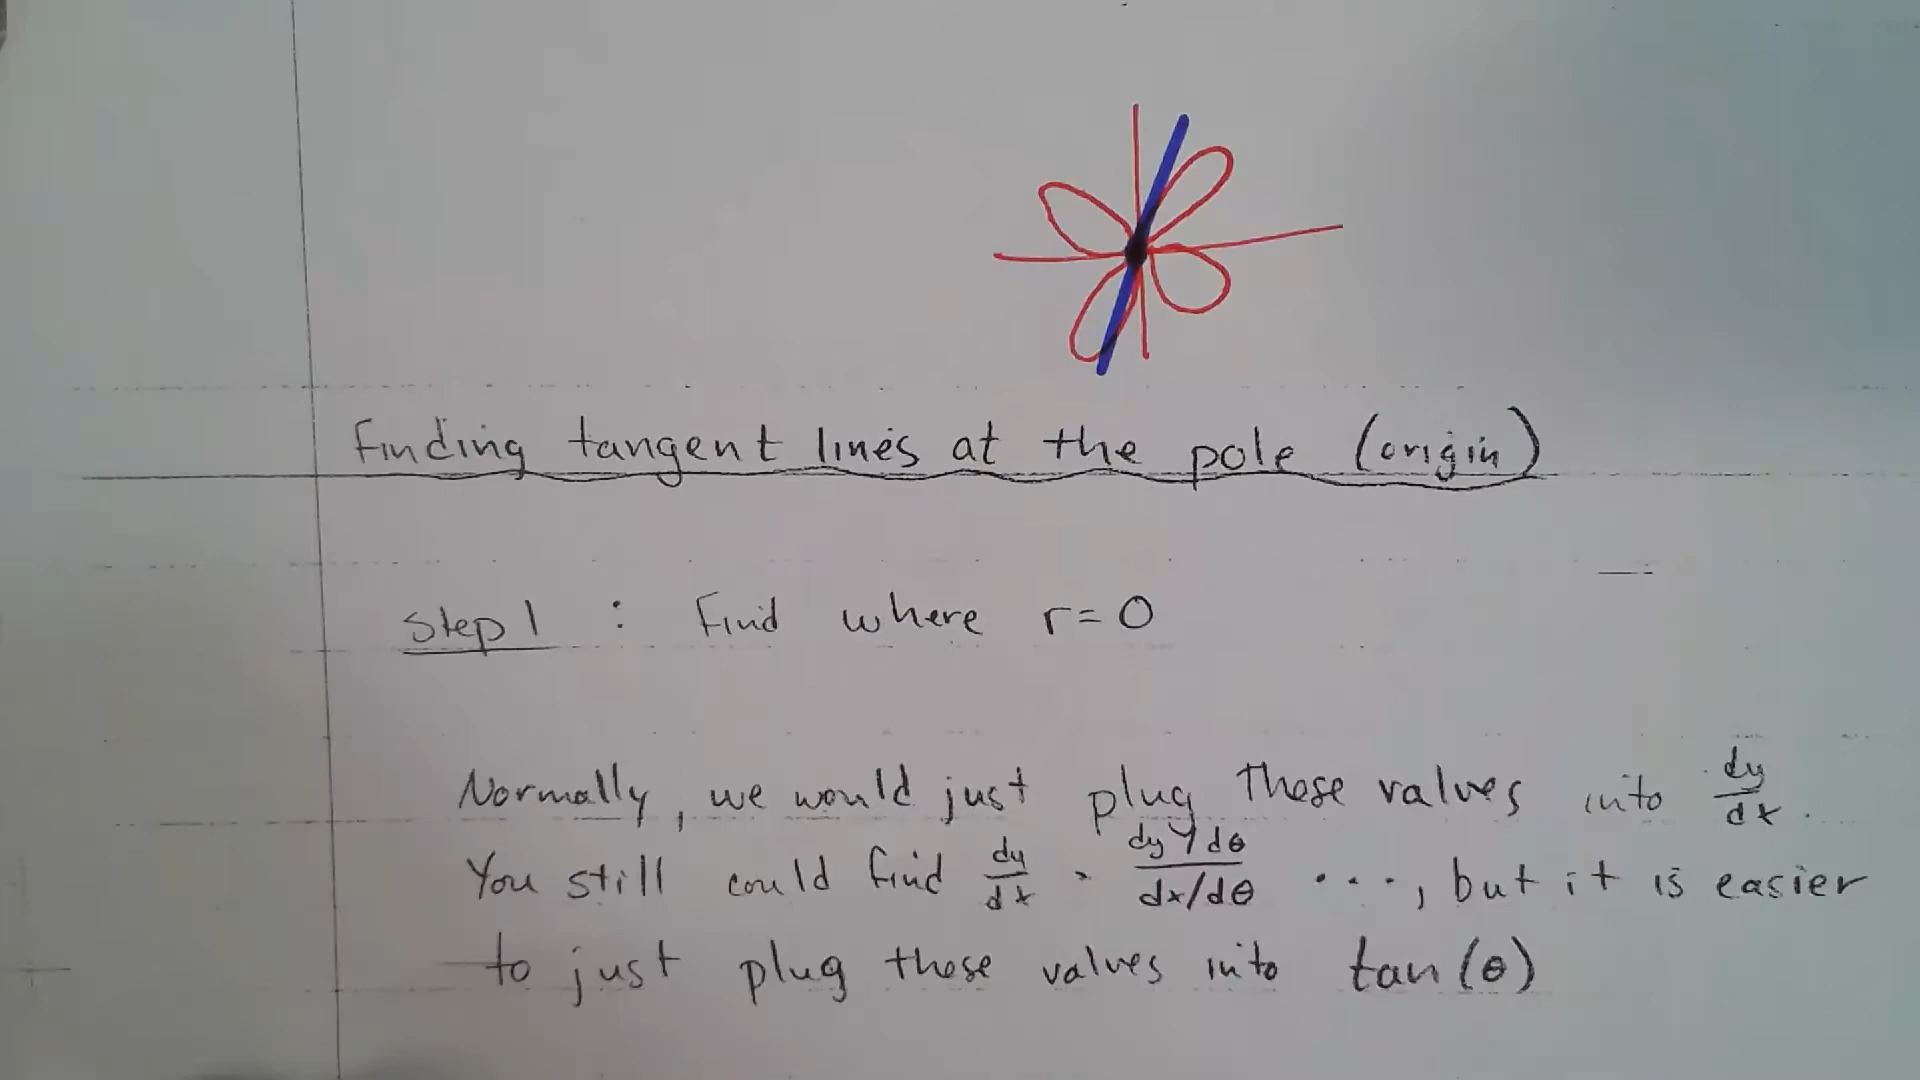 Finding tangent lines at the pole (origin)
Step 1 : Find where r=0
Normally, we would just plug these values into dy/dx.
You still could find dy/dx = (dy/dθ)/(dx/dθ) ..., but it is easier
to just plug these values into tan(θ)